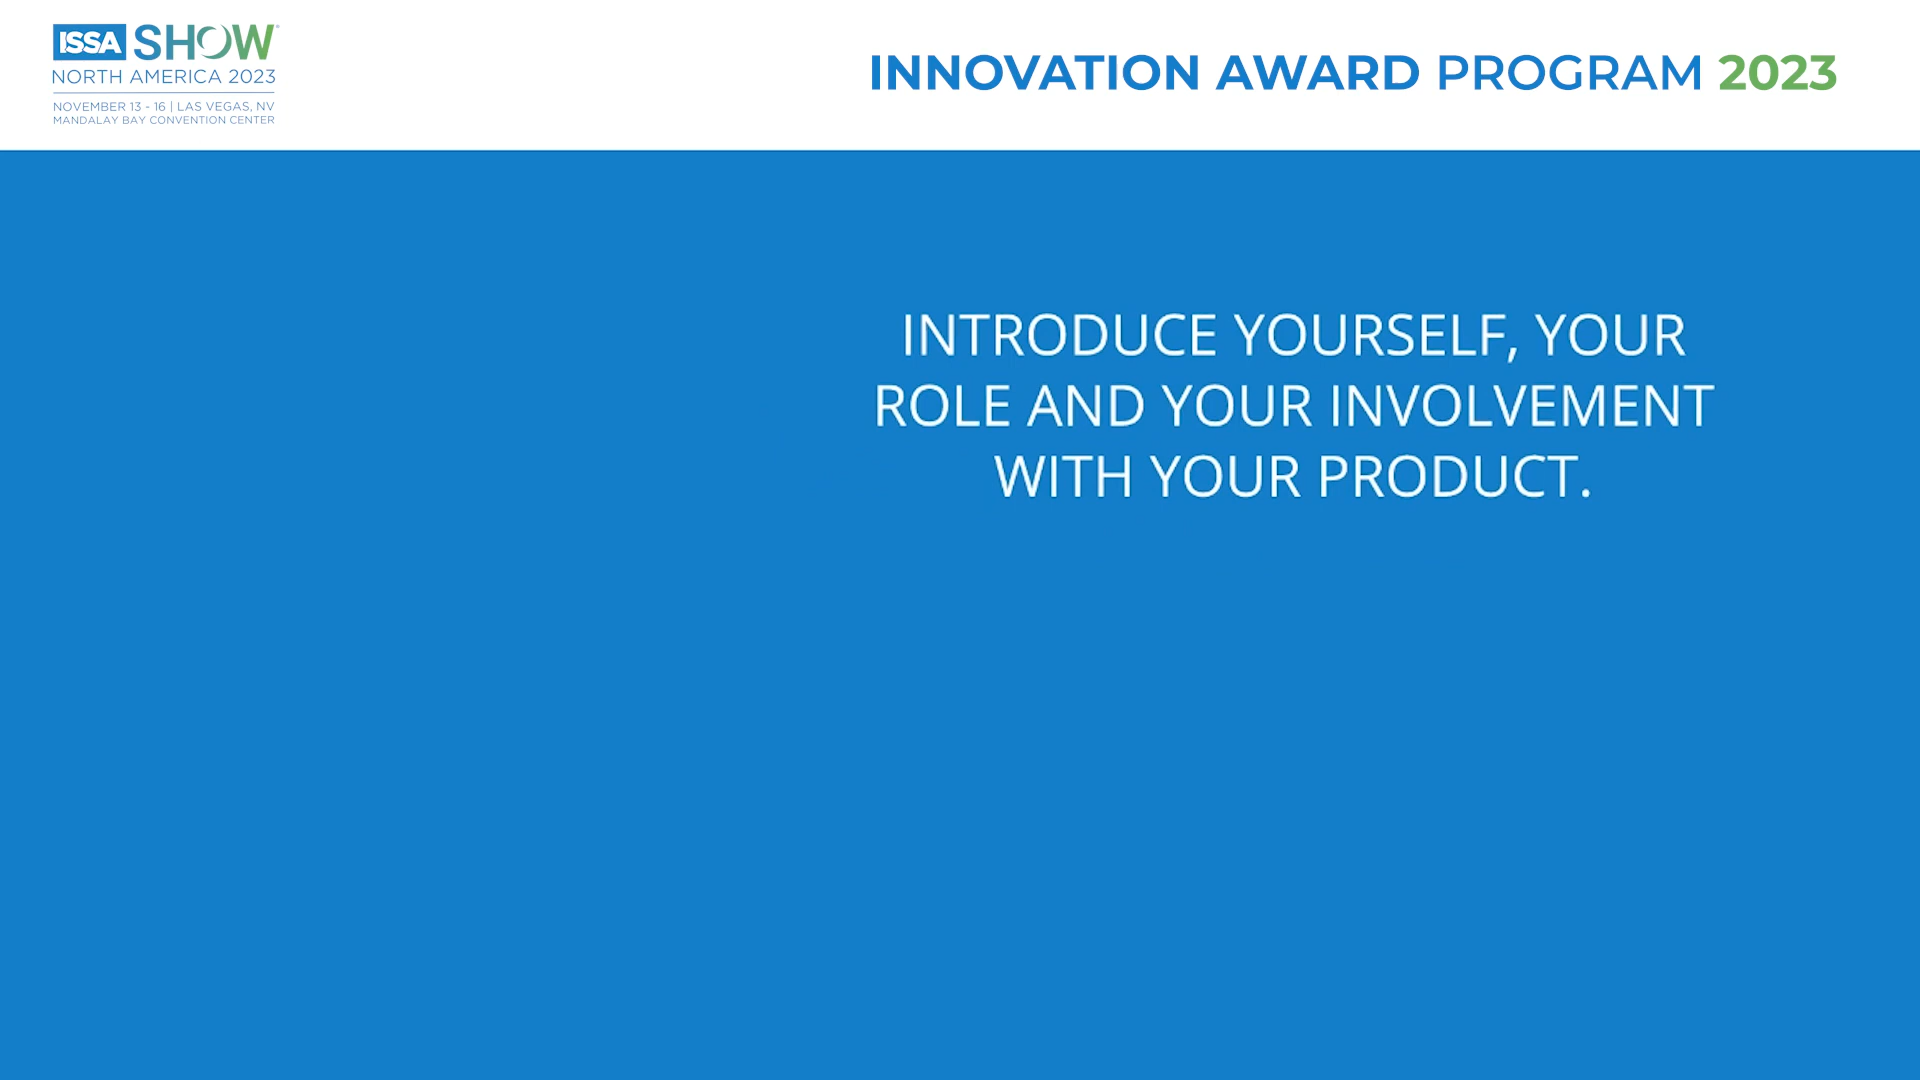 ISSA SHOW®
NORTH AMERICA 2023
NOVEMBER 13 - 16 | LAS VEGAS, NV
MANDALAY BAY CONVENTION CENTER
INNOVATION AWARD PROGRAM 2023
INTRODUCE YOURSELF, YOUR
ROLE AND YOUR INVOLVEMENT
WITH YOUR PRODUCT.